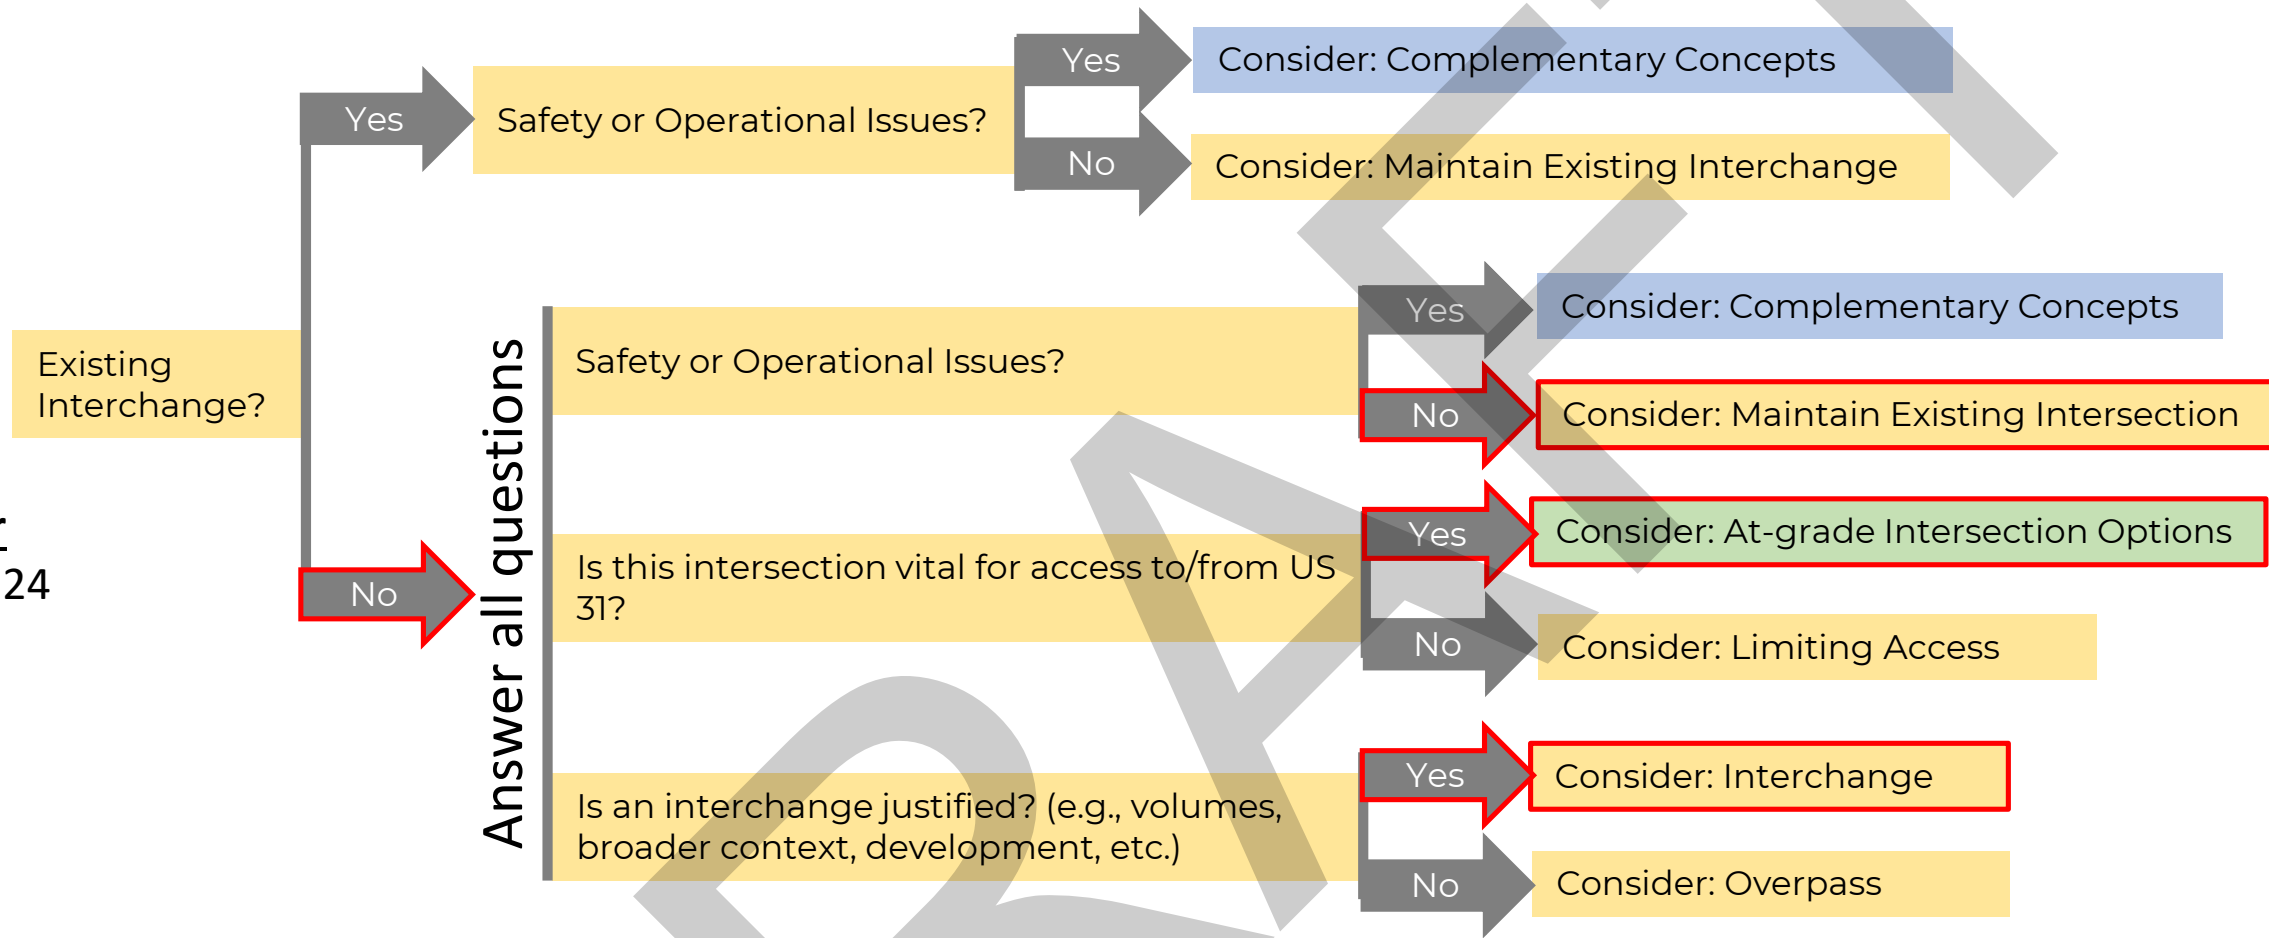 Yes
Consider: Complementary Concepts
Yes
Safety or Operational Issues?
No
Consider: Maintain Existing Interchange
Existing
Interchange?
Answer all questions
Yes
Consider: Complementary Concepts
Safety or Operational Issues?
No
Consider: Maintain Existing Intersection
24
No
Yes
Consider: At-grade Intersection Options
Is this intersection vital for access to/from US
31?
No
Consider: Limiting Access
Yes
Consider: Interchange
Is an interchange justified? (e.g., volumes,
broader context, development, etc.)
No
Consider: Overpass